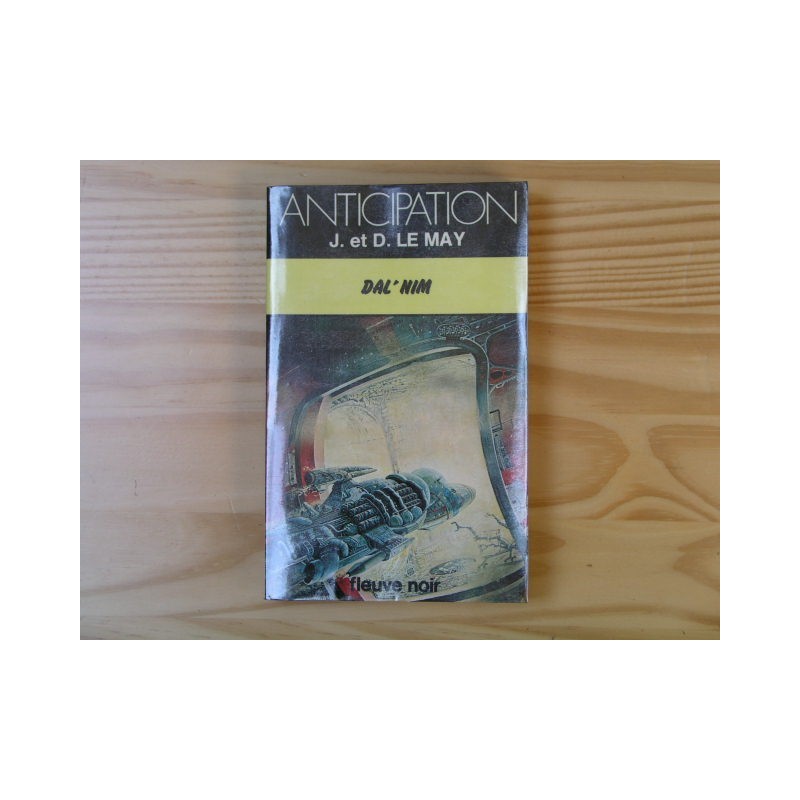 ANTICIPATION
J. et D. LE MAY
DAL' NIM
fleuve noir